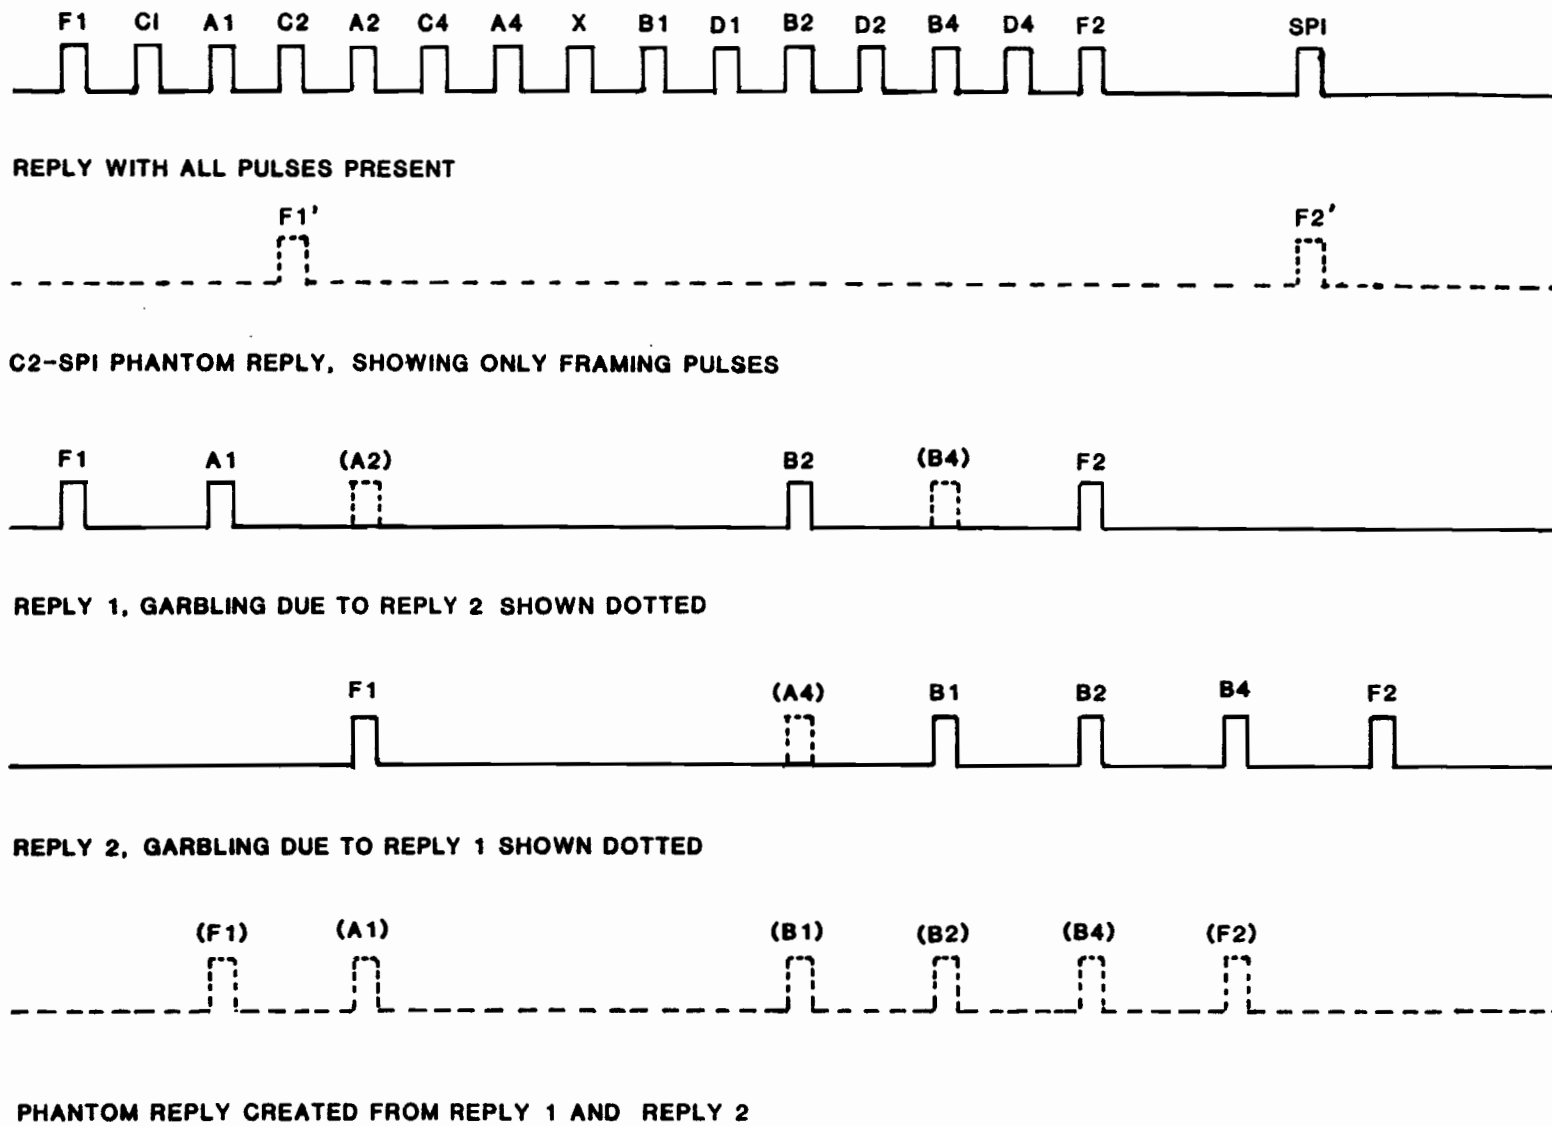 F1 CI A1 C2 A2 C4 A4 X B1 D1 B2 D2 B4 D4 F2 SPI
REPLY WITH ALL PULSES PRESENT
F1' F2'
C2-SPI PHANTOM REPLY, SHOWING ONLY FRAMING PULSES
F1 A1 (A2) B2 (B4) F2
REPLY 1, GARBLING DUE TO REPLY 2 SHOWN DOTTED
F1 (A4) B1 B2 B4 F2
REPLY 2, GARBLING DUE TO REPLY 1 SHOWN DOTTED
(F1) (A1) (B1) (B2) (B4) (F2)
PHANTOM REPLY CREATED FROM REPLY 1 AND REPLY 2